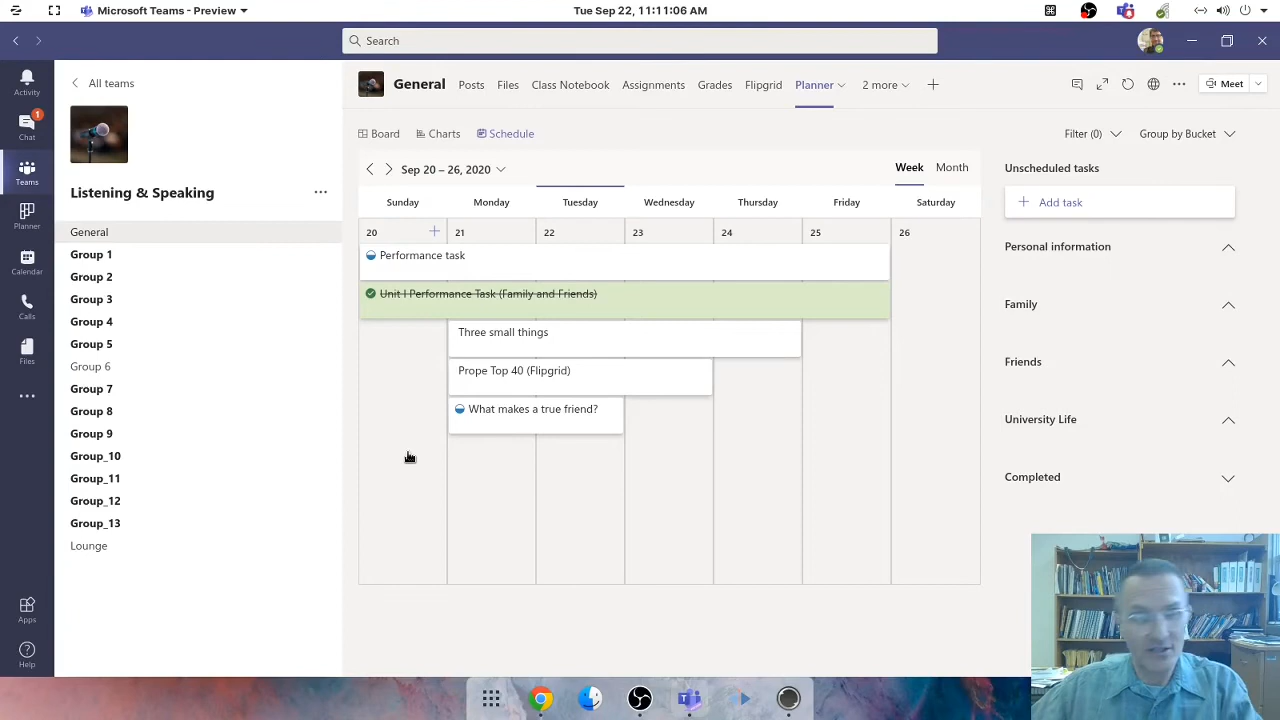 Microsoft Teams - Preview
Tue Sep 22, 11:11:06 AM
Search
Activity
Chat
1
Teams
Planner
Calendar
Calls
Files
Apps
Help
All teams
Listening & Speaking
General
Group 1
Group 2
Group 3
Group 4
Group 5
Group 6
Group 7
Group 8
Group 9
Group_10
Group_11
Group_12
Group_13
Lounge
General Posts Files Class Notebook Assignments Grades Flipgrid Planner 2 more Meet
Board Charts Schedule Filter (0) Group by Bucket
Sep 20 – 26, 2020 Week Month
Sunday Monday Tuesday Wednesday Thursday Friday Saturday
20 21 22 23 24 25 26
Performance task
Unit I Performance Task (Family and Friends)
Three small things
Prope Top 40 (Flipgrid)
What makes a true friend?
Unscheduled tasks
Add task
Personal information
Family
Friends
University Life
Completed